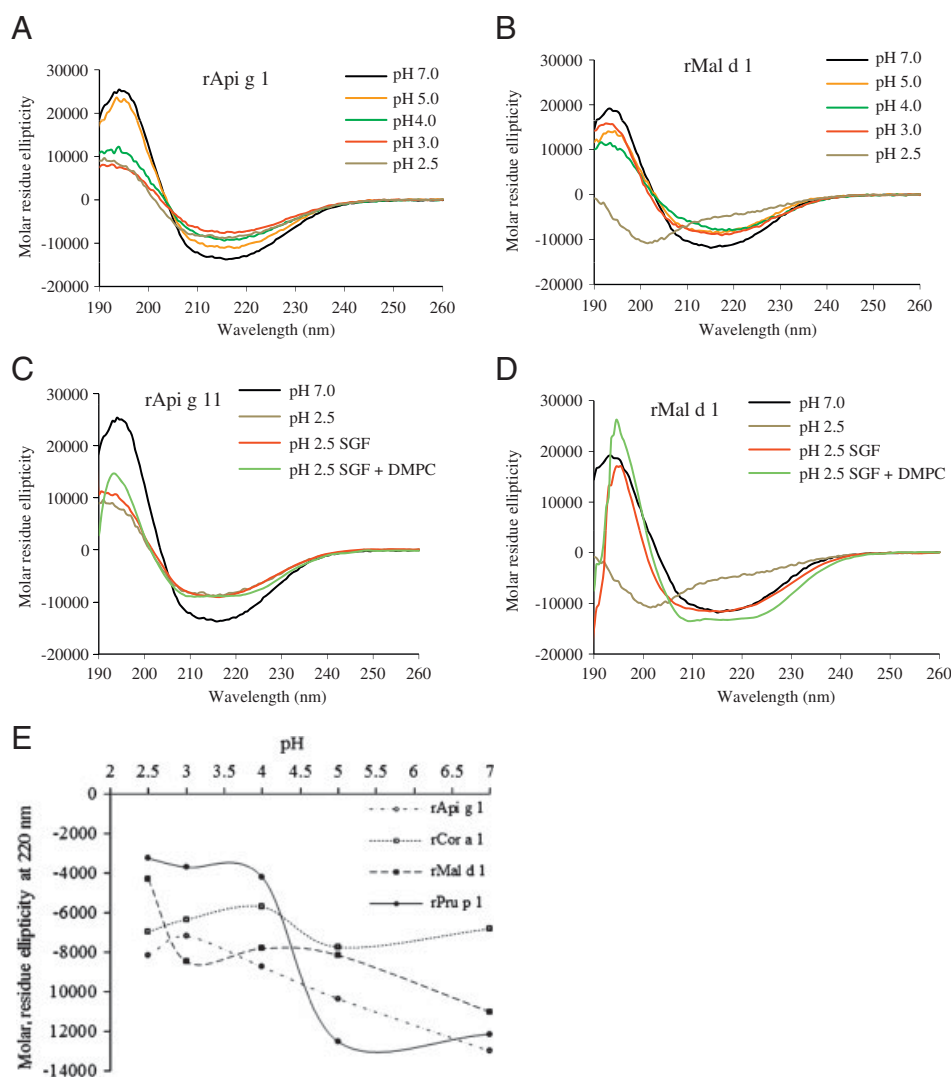 A
rApi g 1
pH 7.0
pH 5.0
pH4.0
pH 3.0
pH 2.5
Molar residue ellipticity
30000
20000
10000
0
-10000
-20000
190 200 210 220 230 240 250 260
Wavelength (nm)
B
rMal d 1
pH 7.0
pH 5.0
pH 4.0
pH 3.0
pH 2.5
Molar residue ellipticity
30000
20000
10000
0
-10000
-20000
190 200 210 220 230 240 250 260
Wavelength (nm)
C
rApi g 11
pH 7.0
pH 2.5
pH 2.5 SGF
pH 2.5 SGF + DMPC
Molar residue ellipticity
30000
20000
10000
0
-10000
-20000
190 200 210 220 230 240 250 260
Wavelength (nm)
D
rMal d 1
pH 7.0
pH 2.5
pH 2.5 SGF
pH 2.5 SGF + DMPC
Molar residue ellipticity
30000
20000
10000
0
-10000
-20000
190 200 210 220 230 240 250 260
Wavelength (nm)
E
pH
2 2.5 3 3.5 4 4.5 5 5.5 6 6.5 7
Molar, residue ellipticity at 220 nm
0
-2000
-4000
-6000
-8000
10000
12000
-14000
rApi g 1
rCor a 1
rMal d 1
rPru p 1